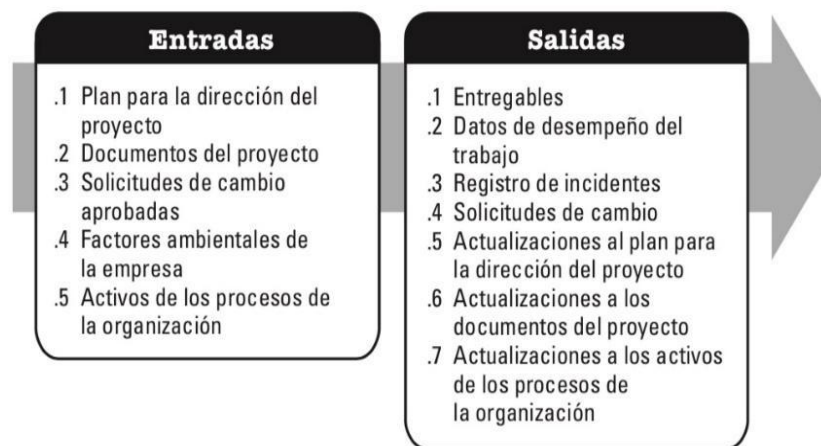 Entradas
.1 Plan para la dirección del
proyecto
.2 Documentos del proyecto
.3 Solicitudes de cambio
aprobadas
.4 Factores ambientales de
la empresa
.5 Activos de los procesos de
la organización
Salidas
.1 Entregables
.2 Datos de desempeño del
trabajo
.3 Registro de incidentes
.4 Solicitudes de cambio
.5 Actualizaciones al plan para
la dirección del proyecto
.6 Actualizaciones a los
documentos del proyecto
.7 Actualizaciones a los activos
de los procesos de
la organización